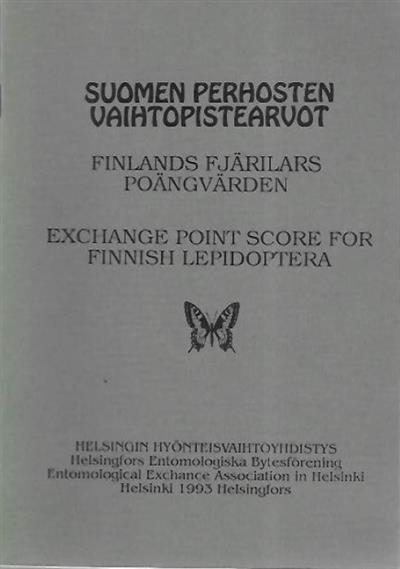 SUOMEN PERHOSTEN
VAIHTOPISTEARVOT
FINLANDS FJÄRILARS
POÄNGVÄRDEN
EXCHANGE POINT SCORE FOR
FINNISH LEPIDOPTERA
HELSINGIN HYÖNTEISVAIHTOYHDISTYS
Helsingfors Entomologiska Bytesförening
Entomological Exchance Association in Helsinki
Helsinki 1993 Helsingfors